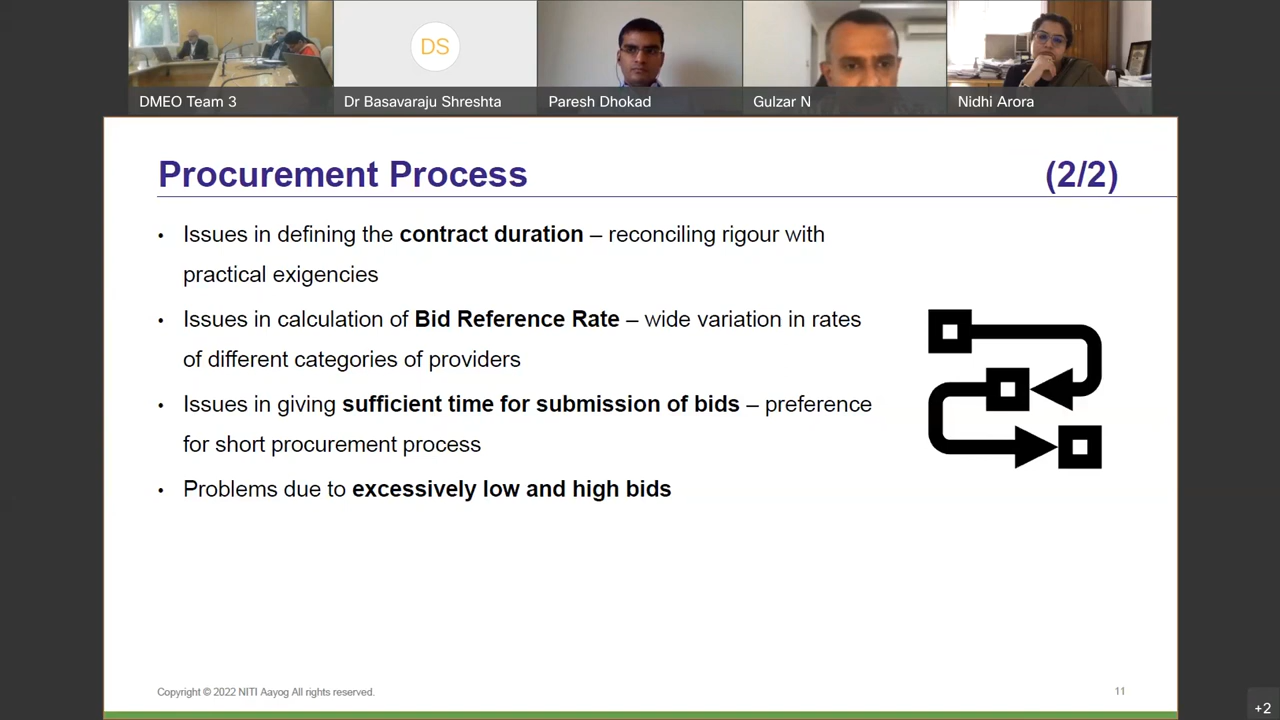 DS
DMEO Team 3
Dr Basavaraju Shreshta
Paresh Dhokad
Gulzar N
Nidhi Arora
Procurement Process (2/2)
• Issues in defining the contract duration – reconciling rigour with
practical exigencies
• Issues in calculation of Bid Reference Rate – wide variation in rates
of different categories of providers
• Issues in giving sufficient time for submission of bids – preference
for short procurement process
• Problems due to excessively low and high bids
Copyright © 2022 NITI Aayog All rights reserved.
11
+2